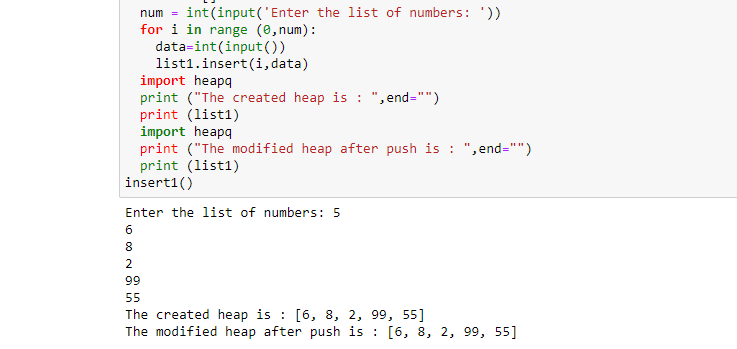 num = int(input('Enter the list of numbers: '))
for i in range (0,num):
data=int(input())
list1.insert(i,data)
import heapq
print ("The created heap is : ",end="")
print (list1)
import heapq
print ("The modified heap after push is : ",end="")
print (list1)
insert1()
Enter the list of numbers: 5
6
8
2
99
55
The created heap is : [6, 8, 2, 99, 55]
The modified heap after push is : [6, 8, 2, 99, 55]